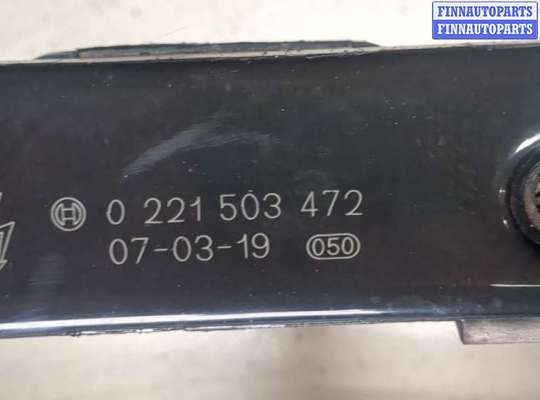 FINNAUTOPARTS
FINNAUTOPARTS
0 221 503 472
07-03-19 050